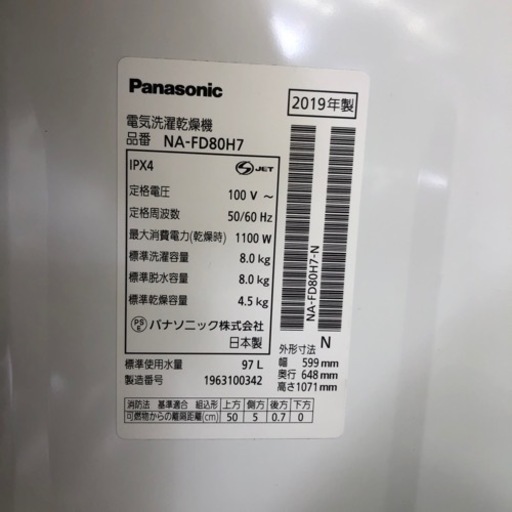 Panasonic
2019年製
電気洗濯乾燥機
品番 NA-FD80H7
IPX4
S JET
定格電圧 100 V ~
定格周波数 50/60 Hz
最大消費電力(乾燥時) 1100 W
標準洗濯容量 8.0 kg
標準脱水容量 8.0 kg
標準乾燥容量 4.5 kg
PS E パナソニック株式会社
日本製
標準使用水量 97 L
製造番号 1963100342
NA-FD80H7-N
N
外形寸法
幅 599 mm
奥行 648 mm
高さ1071 mm
消防法 基準適合 組込形 上方 側方 後方 下方
可燃物からの離隔距離(cm) 50 5 0.7 0